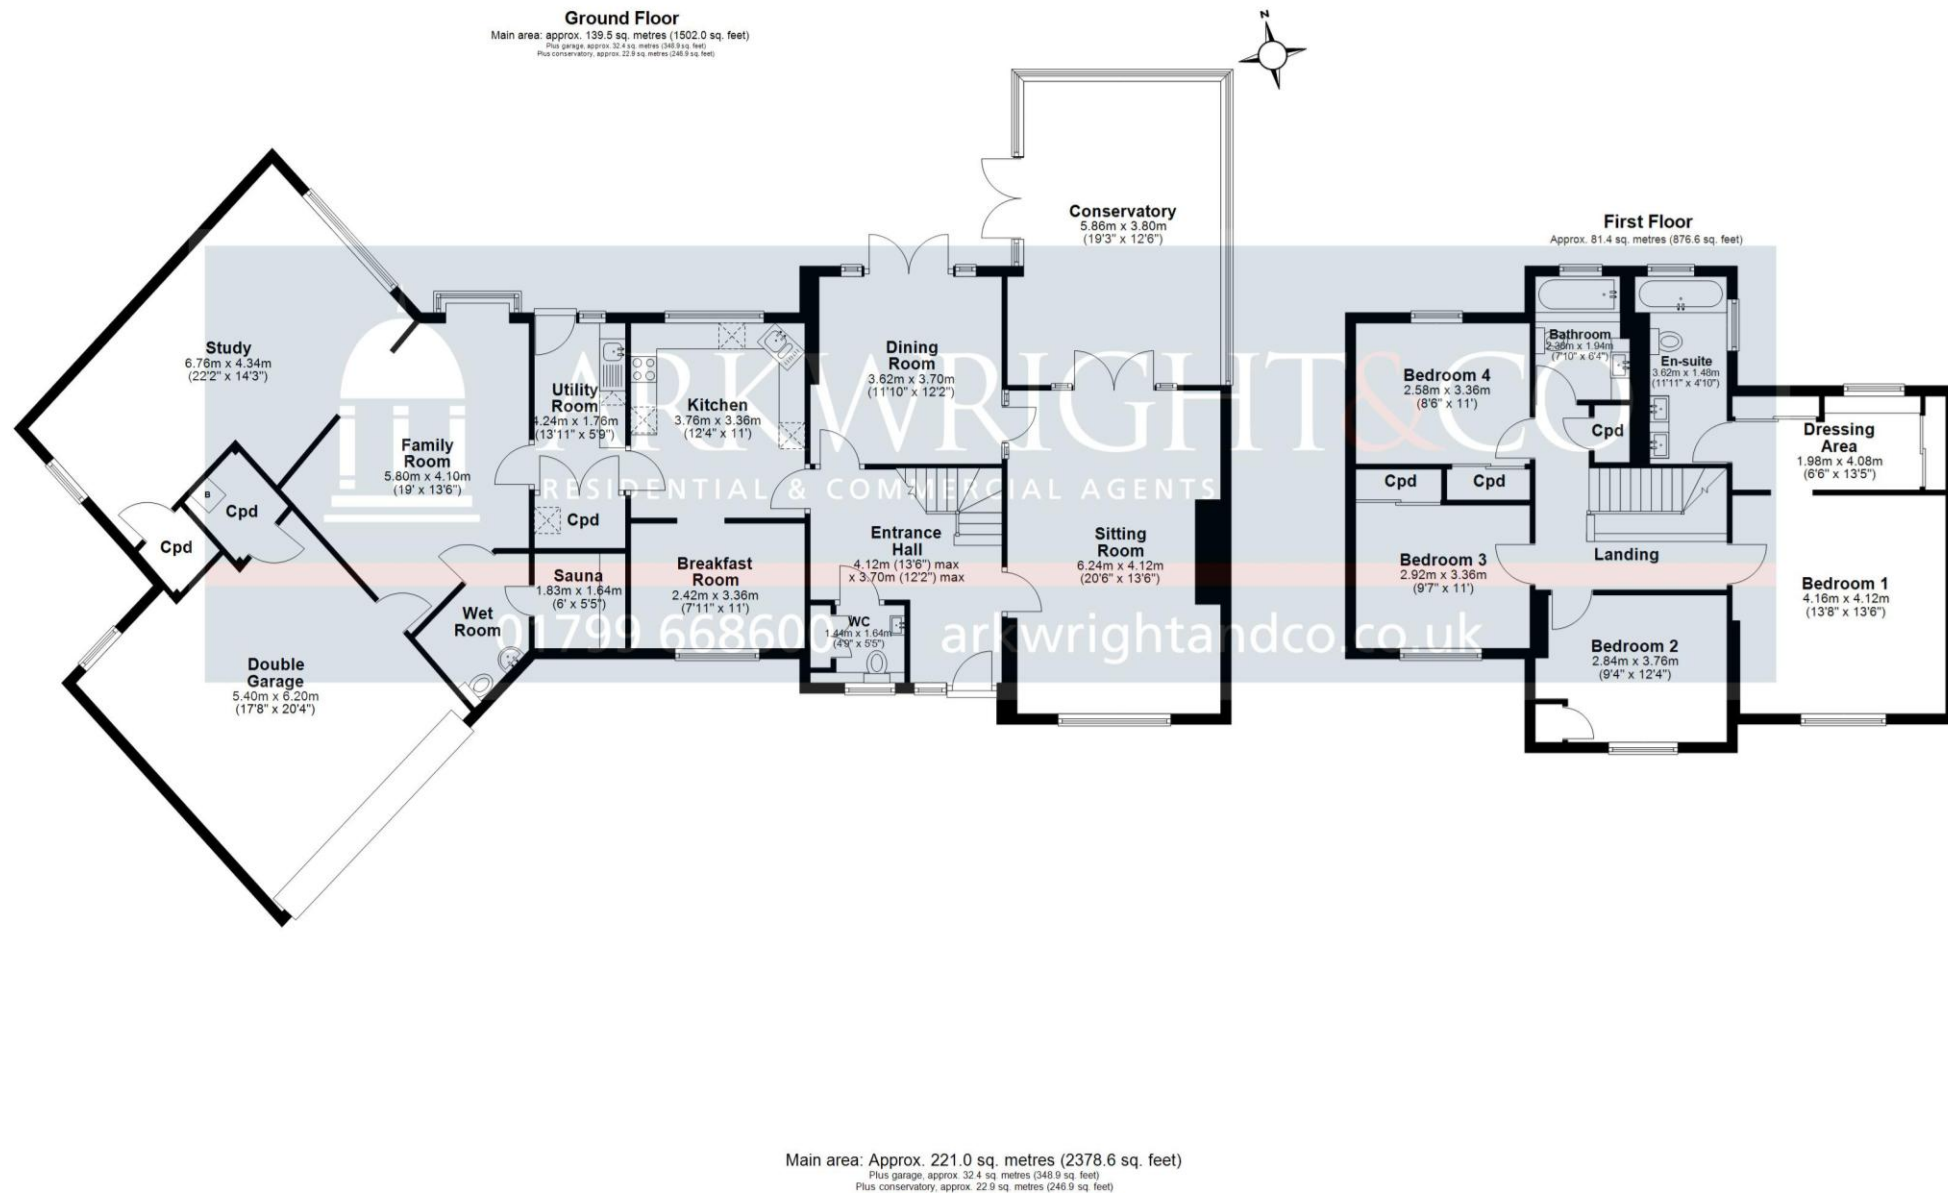 Ground Floor
Main area: approx. 139.5 sq. metres (1502.0 sq. feet)
Plus garage, approx. 32.4 sq. metres (348.9 sq. feet)
Plus conservatory, approx. 22.9 sq. metres (246.9 sq. feet)
N
Conservatory
5.86m x 3.80m
(19'3" x 12'6")
Study
6.76m x 4.34m
(22'2" x 14'3")
Family
Room
5.80m x 4.10m
(19' x 13'6")
Utility
Room
4.24m x 1.76m
(13'11" x 5'9")
Kitchen
3.76m x 3.36m
(12'4" x 11')
Dining
Room
3.62m x 3.70m
(11'10" x 12'2")
B
Cpd
Cpd
Cpd
Sauna
1.83m x 1.64m
(6' x 5'5")
Breakfast
Room
2.42m x 3.36m
(7'11" x 11')
Entrance
Hall
4.12m (13'6") max
x 3.70m (12'2") max
Sitting
Room
6.24m x 4.12m
(20'6" x 13'6")
Wet
Room
WC
1.44m x 1.64m
(4'9" x 5'5")
Double
Garage
5.40m x 6.20m
(17'8" x 20'4")
First Floor
Approx. 81.4 sq. metres (876.6 sq. feet)
Bathroom
(7'10" x 6'4")
En-suite
3.62m x 1.48m
(11'11" x 4'10")
Bedroom 4
2.58m x 3.36m
(8'6" x 11')
Cpd
Dressing
Area
1.98m x 4.08m
(6'6" x 13'5")
Cpd
Cpd
Landing
Bedroom 3
2.92m x 3.36m
(9'7" x 11')
Bedroom 1
4.16m x 4.12m
(13'8" x 13'6")
Bedroom 2
2.84m x 3.76m
(9'4" x 12'4")
ARKWRIGHT&CO
RESIDENTIAL & COMMERCIAL AGENTS
01799 668600 arkwrightandco.co.uk
Main area: Approx. 221.0 sq. metres (2378.6 sq. feet)
Plus garage, approx. 32.4 sq. metres (348.9 sq. feet)
Plus conservatory, approx. 22.9 sq. metres (246.9 sq. feet)